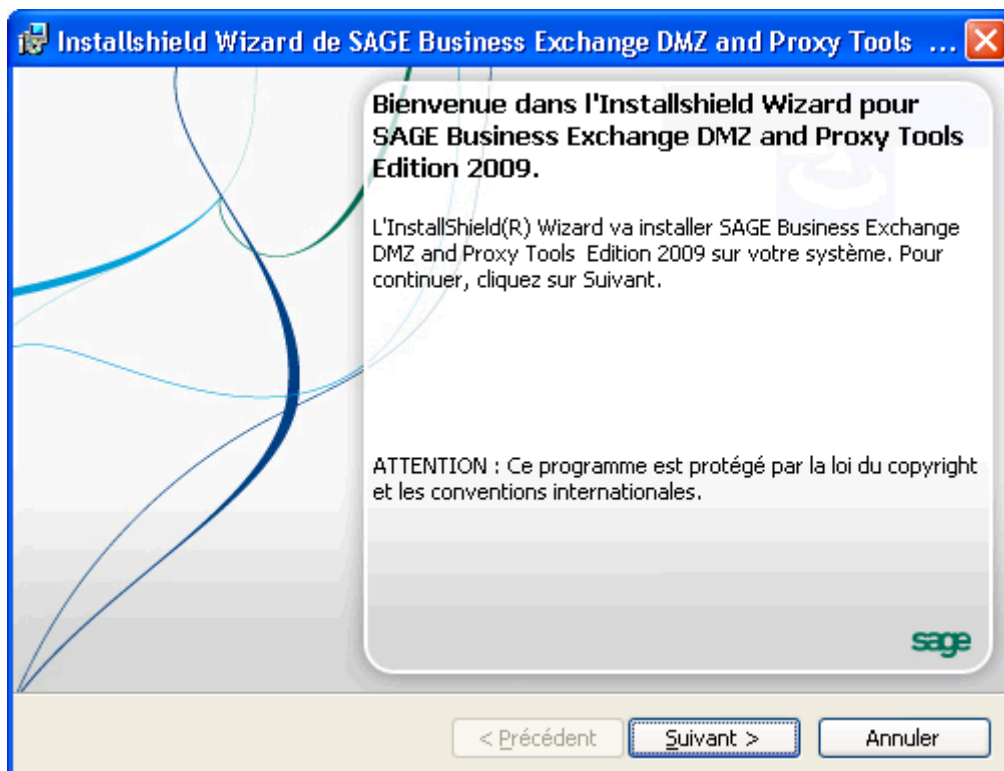 Installshield Wizard de SAGE Business Exchange DMZ and Proxy Tools ...
Bienvenue dans l'Installshield Wizard pour
SAGE Business Exchange DMZ and Proxy Tools
Edition 2009.
L'InstallShield(R) Wizard va installer SAGE Business Exchange
DMZ and Proxy Tools  Edition 2009 sur votre système. Pour
continuer, cliquez sur Suivant.
ATTENTION : Ce programme est protégé par la loi du copyright
et les conventions internationales.
sage
< Précédent
Suivant >
Annuler